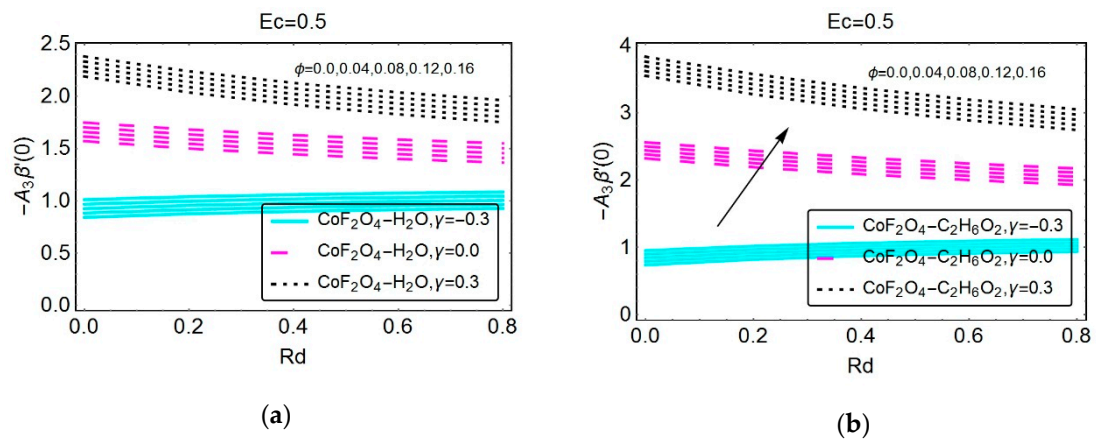 Ec=0.5
−A₃β'(0)
2.5
2.0
1.5
1.0
0.5
0.0
ϕ=0.0,0.04,0.08,0.12,0.16
CoF₂O₄−H₂O,γ=−0.3
CoF₂O₄−H₂O,γ=0.0
CoF₂O₄−H₂O,γ=0.3
0.0 0.2 0.4 0.6 0.8
Rd
(a)
Ec=0.5
−A₃β'(0)
4
3
2
1
0
ϕ=0.0,0.04,0.08,0.12,0.16
CoF₂O₄−C₂H₆O₂,γ=−0.3
CoF₂O₄−C₂H₆O₂,γ=0.0
CoF₂O₄−C₂H₆O₂,γ=0.3
0.0 0.2 0.4 0.6 0.8
Rd
(b)